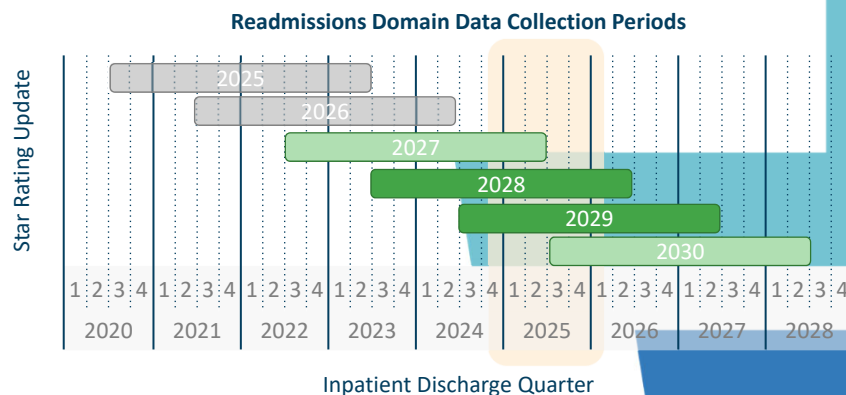 Readmissions Domain Data Collection Periods
Star Rating Update
2025
2026
2027
2028
2029
2030
1 2 3 4 1 2 3 4 1 2 3 4 1 2 3 4 1 2 3 4 1 2 3 4 1 2 3 4 1 2 3 4 1 2 3 4
2020 2021 2022 2023 2024 2025 2026 2027 2028
Inpatient Discharge Quarter